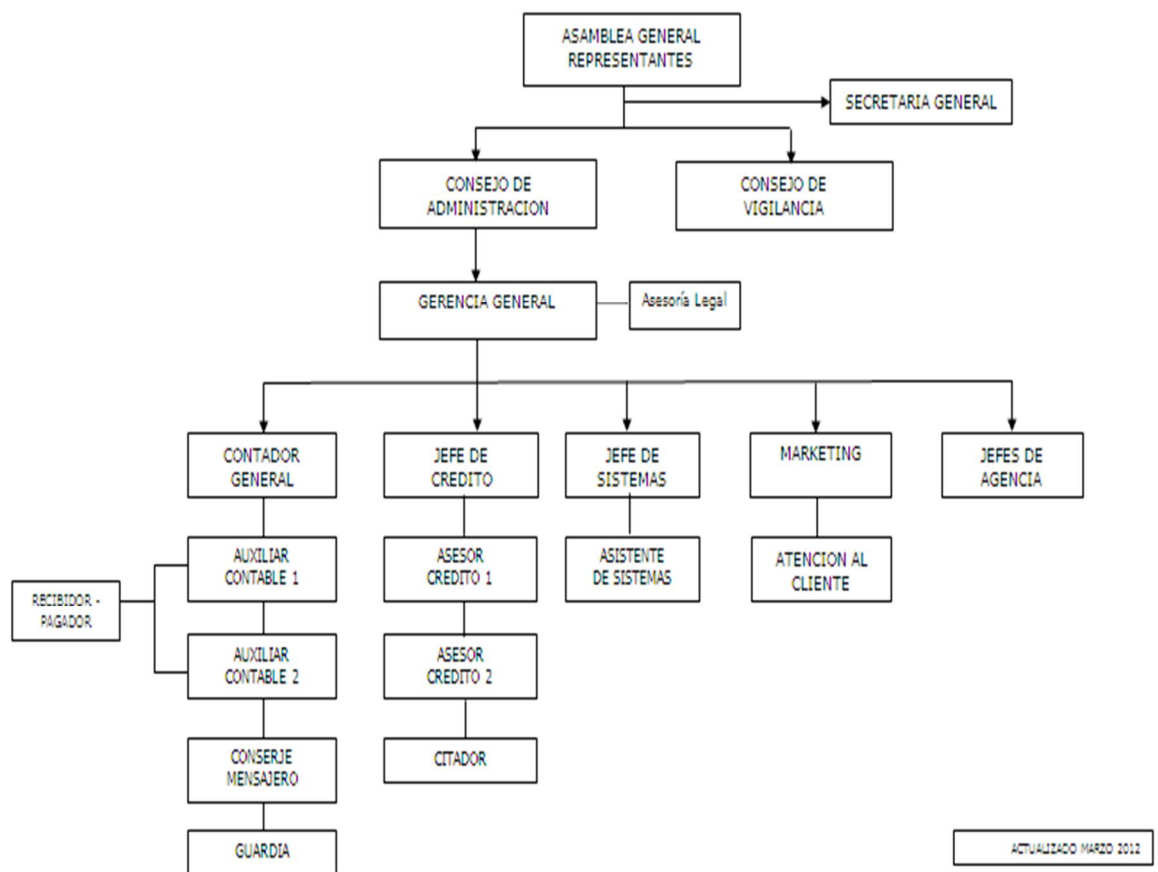 ASAMBLEA GENERAL
REPRESENTANTES
SECRETARIA GENERAL
CONSEJO DE
ADMINISTRACION
CONSEJO DE
VIGILANCIA
GERENCIA GENERAL
Asesoría Legal
CONTADOR
GENERAL
JEFE DE
CREDITO
JEFE DE
SISTEMAS
MARKETING
JEFES DE
AGENCIA
AUXILIAR
CONTABLE 1
ASESOR
CREDITO 1
ASISTENTE
DE SISTEMAS
ATENCION AL
CLIENTE
RECIBIDOR -
PAGADOR
AUXILIAR
CONTABLE 2
ASESOR
CREDITO 2
CONSERJE
MENSAJERO
CITADOR
GUARDIA
ACTUALIZADO MARZO 2012